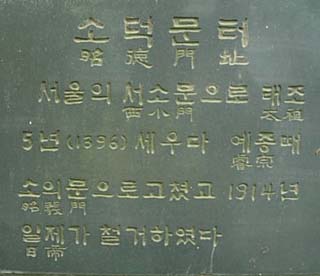 소덕문터
昭德門址
서울의 서소문으로 태조
西小門 太祖
5년(1396) 세우다 예종때
睿宗
소의문으로고쳤고 1914년
昭義門
일제가 철거하였다
日帝